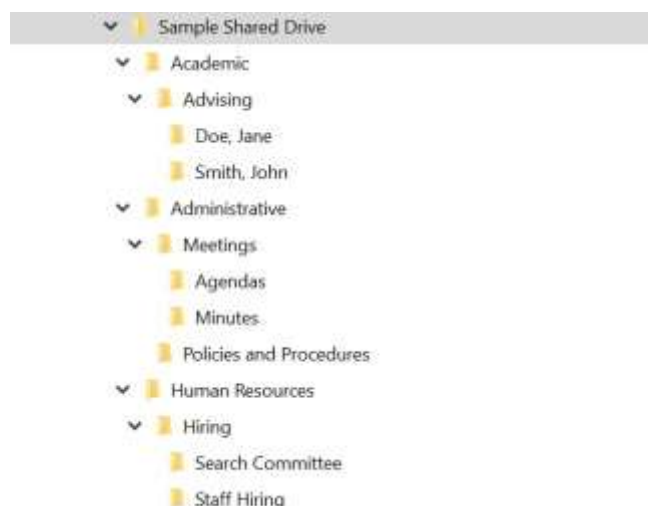 Sample Shared Drive
Academic
Advising
Doe, Jane
Smith, John
Administrative
Meetings
Agendas
Minutes
Policies and Procedures
Human Resources
Hiring
Search Committee
Staff Hiring